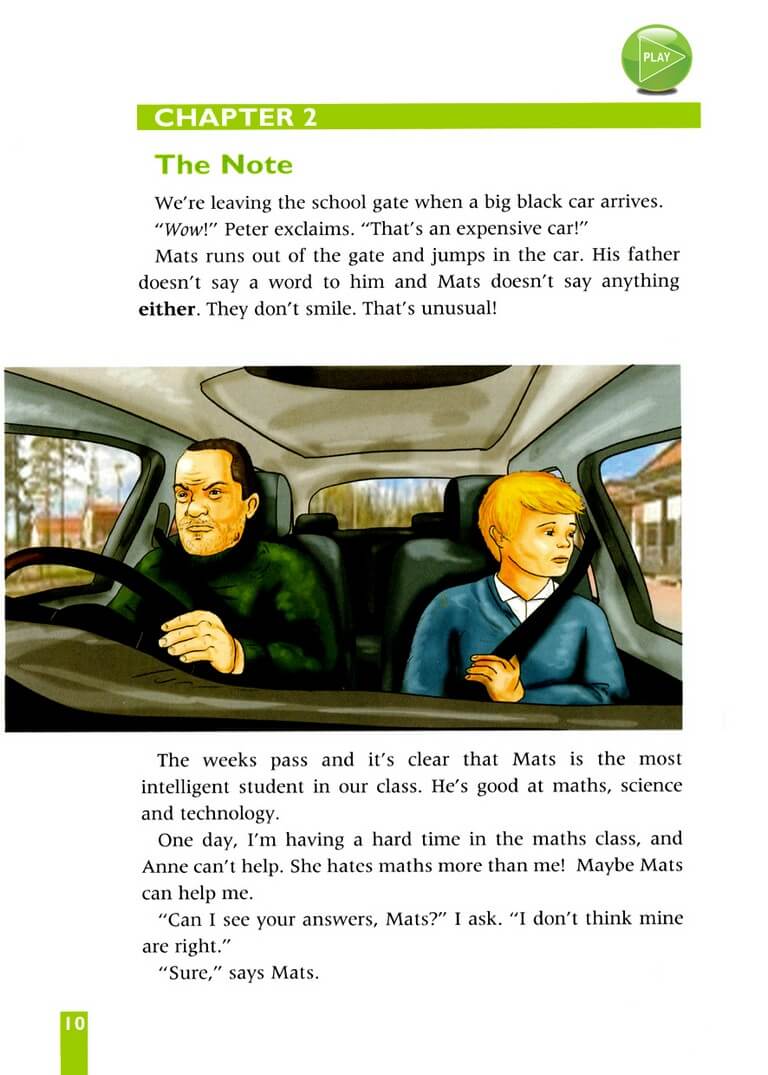 PLAY
CHAPTER 2
The Note
We're leaving the school gate when a big black car arrives.
"Wow!" Peter exclaims. "That's an expensive car!"
Mats runs out of the gate and jumps in the car. His father
doesn't say a word to him and Mats doesn't say anything
either. They don't smile. That's unusual!
The weeks pass and it's clear that Mats is the most
intelligent student in our class. He's good at maths, science
and technology.
One day, I'm having a hard time in the maths class, and
Anne can't help. She hates maths more than me! Maybe Mats
can help me.
"Can I see your answers, Mats?" I ask. "I don't think mine
are right."
"Sure," says Mats.
10